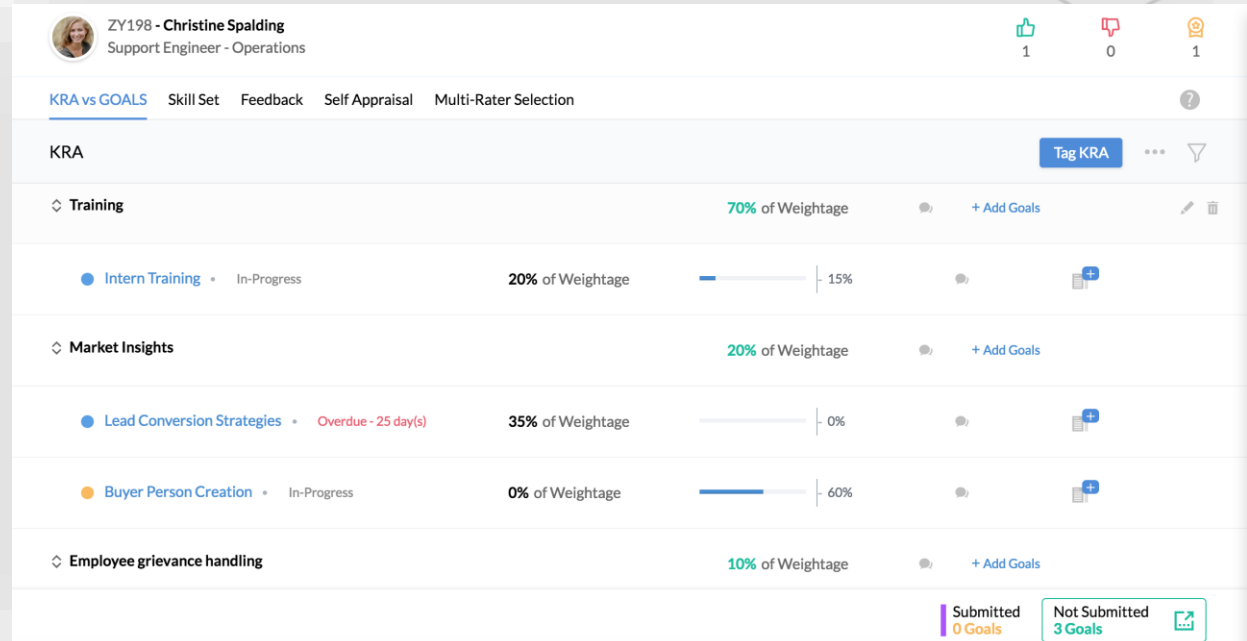 ZY198 - Christine Spalding
Support Engineer - Operations
1
0
1
KRA vs GOALS Skill Set Feedback Self Appraisal Multi-Rater Selection ?
KRA Tag KRA
Training 70% of Weightage + Add Goals
Intern Training • In-Progress 20% of Weightage 15%
Market Insights 20% of Weightage + Add Goals
Lead Conversion Strategies • Overdue - 25 day(s) 35% of Weightage 0%
Buyer Person Creation • In-Progress 0% of Weightage 60%
Employee grievance handling 10% of Weightage + Add Goals
Submitted
0 Goals
Not Submitted
3 Goals